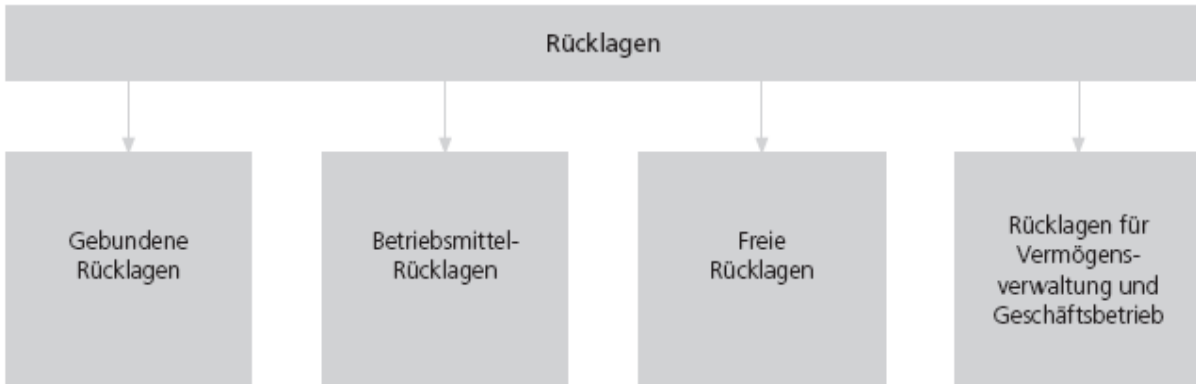 Rücklagen
Gebundene
Rücklagen
Betriebsmittel-
Rücklagen
Freie
Rücklagen
Rücklagen für
Vermögens-
verwaltung und
Geschäftsbetrieb